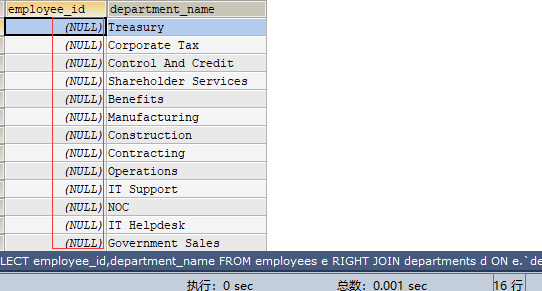 employee_id department_name
(NULL) Treasury
(NULL) Corporate Tax
(NULL) Control And Credit
(NULL) Shareholder Services
(NULL) Benefits
(NULL) Manufacturing
(NULL) Construction
(NULL) Contracting
(NULL) Operations
(NULL) IT Support
(NULL) NOC
(NULL) IT Helpdesk
(NULL) Government Sales
LECT employee_id,department_name FROM employees e RIGHT JOIN departments d ON e.`de
执行: 0 sec 总数: 0.001 sec 16 行